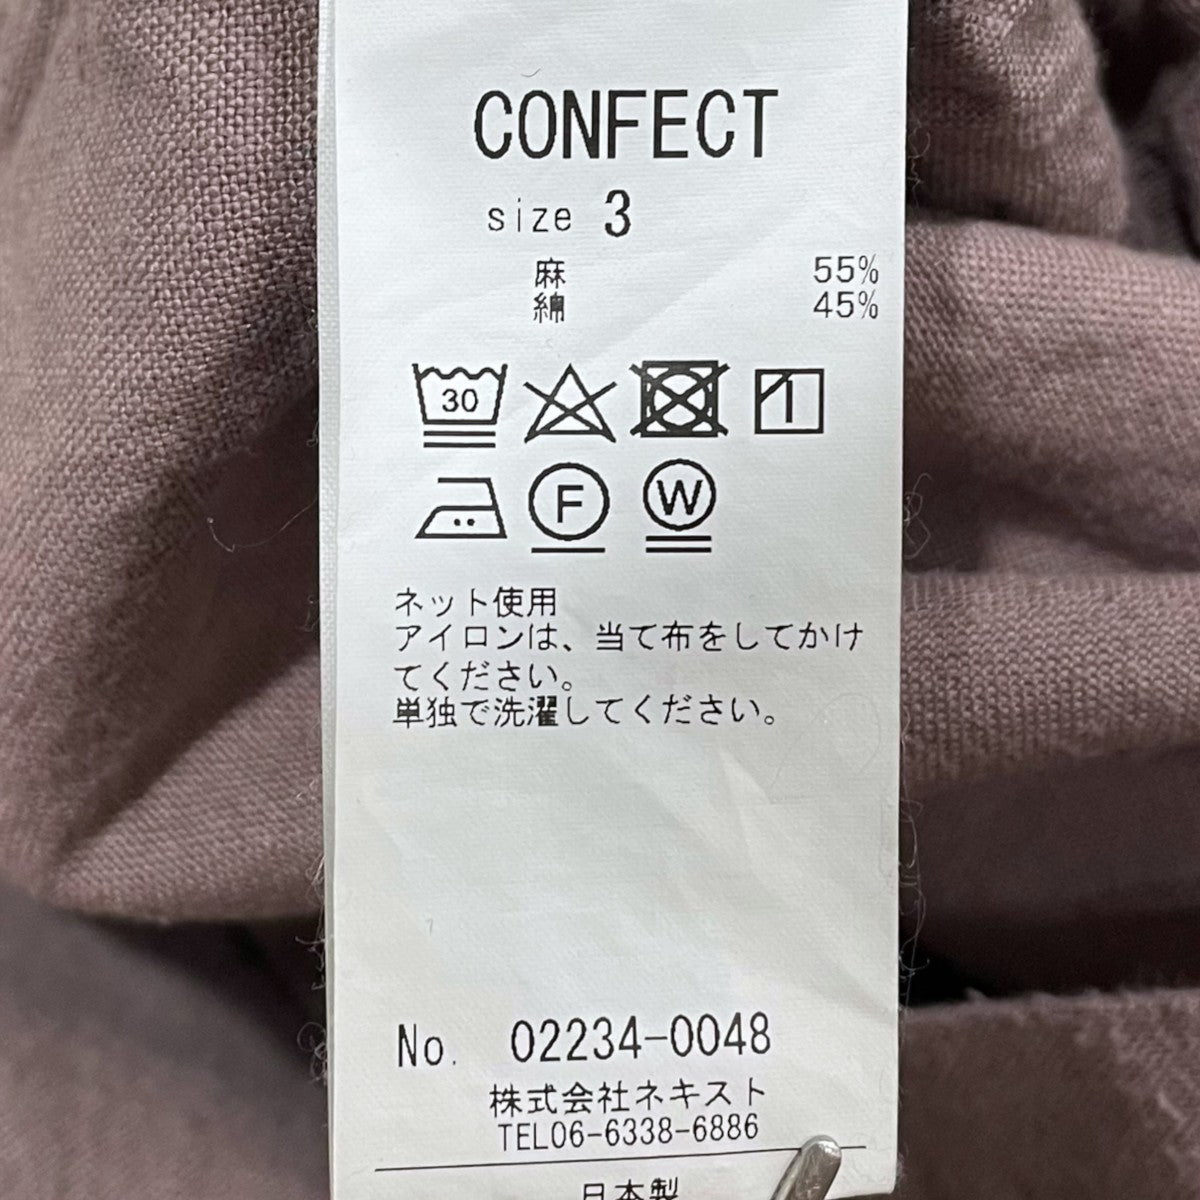 CONFECT
size 3
麻 55%
綿 45%
30
F W
ネット使用
アイロンは、当て布をしてかけ
てください。
単独で洗濯してください。
No. 02234-0048
株式会社ネキスト
TEL06-6338-6886
日本製